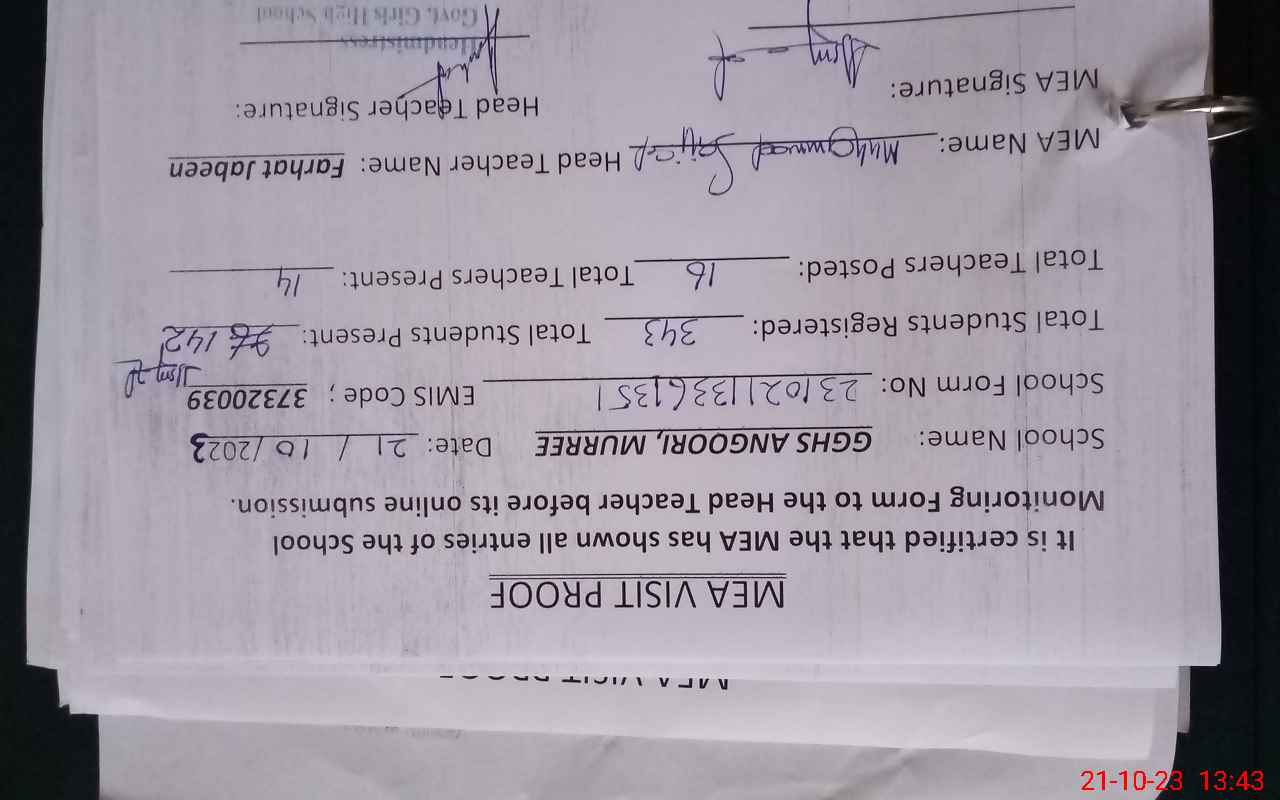 MEA VISIT PROOF
It is certified that the MEA has shown all entries of the School
Monitoring Form to the Head Teacher before its online submission.
School Name: GGHS ANGOORI, MURREE Date: 21 / 10 /2023
School Form No: 23102113361351 EMIS Code ; 37320039
Total Students Registered: 343 Total Students Present: 142
Total Teachers Posted: 16 Total Teachers Present: 14
MEA Name: Muhammad Sajjad Head Teacher Name: Farhat Jabeen
MEA Signature: Head Teacher Signature:
Headmistress
Govt. Girls High School
MEA VISIT PROOF
21-10-23 13:43